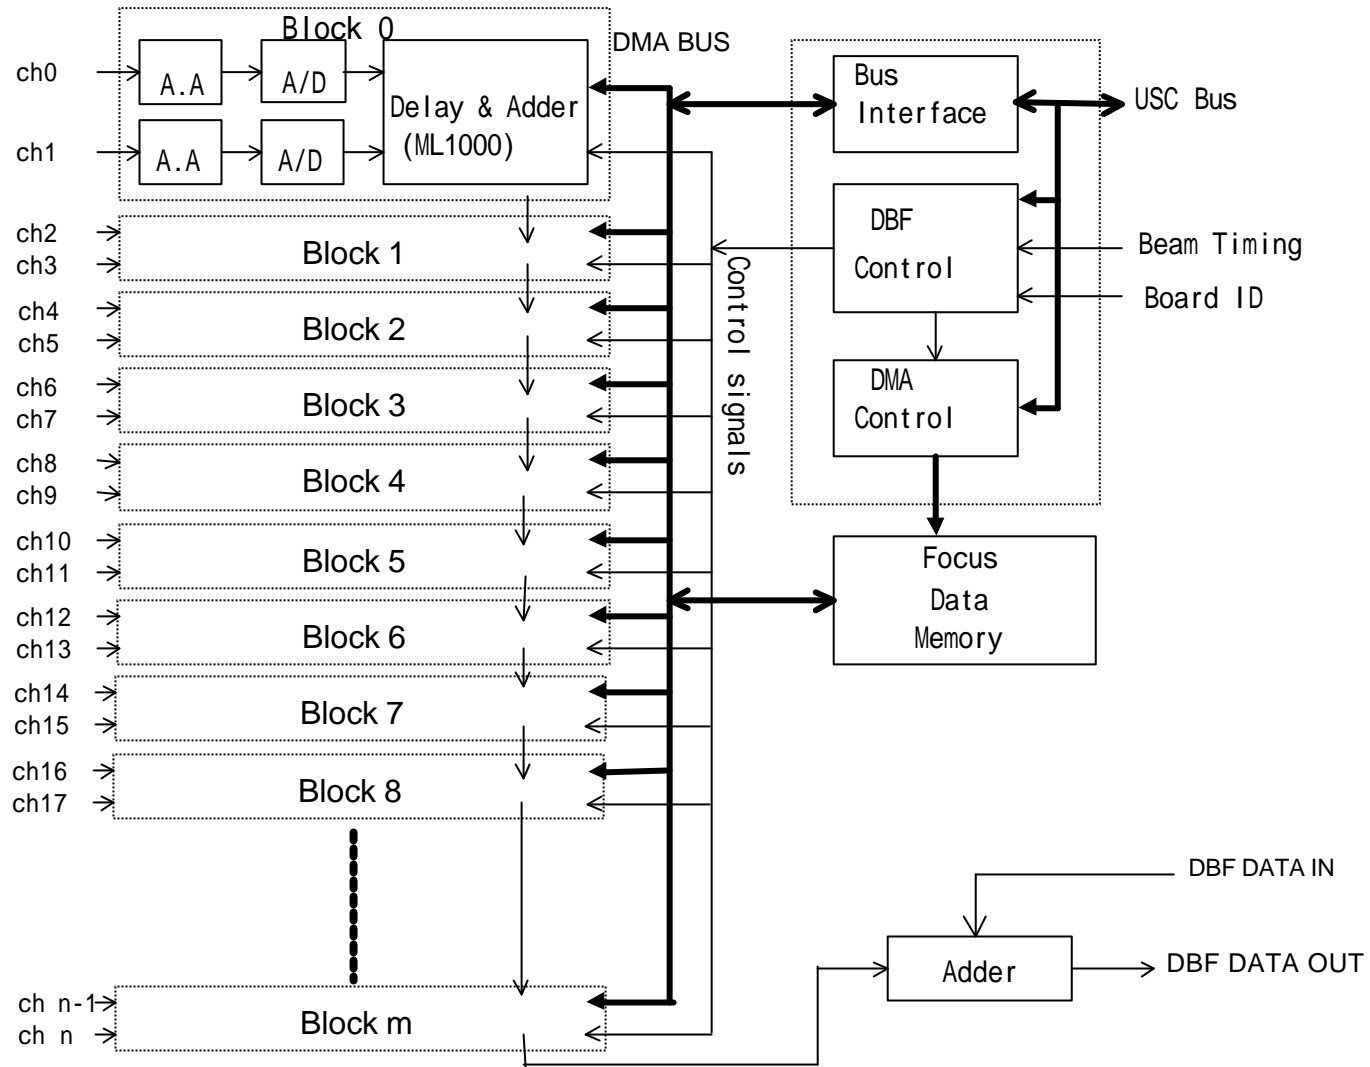 Block 0
DMA BUS
ch0
A.A
A/D
Delay & Adder
(ML1000)
ch1
A.A
A/D
Bus
Interface
USC Bus
DBF
Control
Beam Timing
Board ID
DMA
Control
Control signals
Focus
Data
Memory
ch2
ch3
Block 1
ch4
ch5
Block 2
ch6
ch7
Block 3
ch8
ch9
Block 4
ch10
ch11
Block 5
ch12
ch13
Block 6
ch14
ch15
Block 7
ch16
ch17
Block 8
ch n-1
ch n
Block m
DBF DATA IN
Adder
DBF DATA OUT